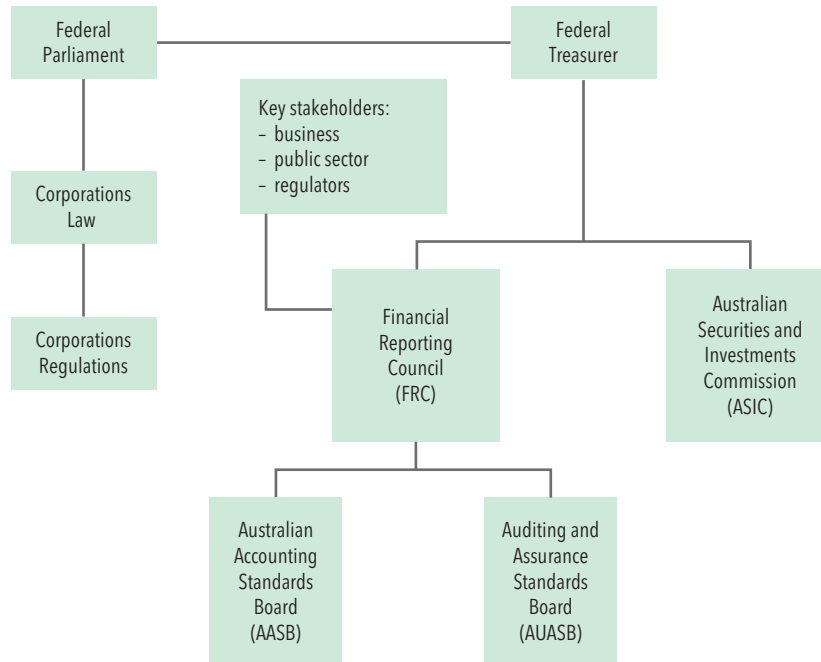 Federal
Parliament
Federal
Treasurer
Key stakeholders:
– business
– public sector
– regulators
Corporations
Law
Corporations
Regulations
Financial
Reporting
Council
(FRC)
Australian
Securities and
Investments
Commission
(ASIC)
Australian
Accounting
Standards
Board
(AASB)
Auditing and
Assurance
Standards
Board
(AUASB)